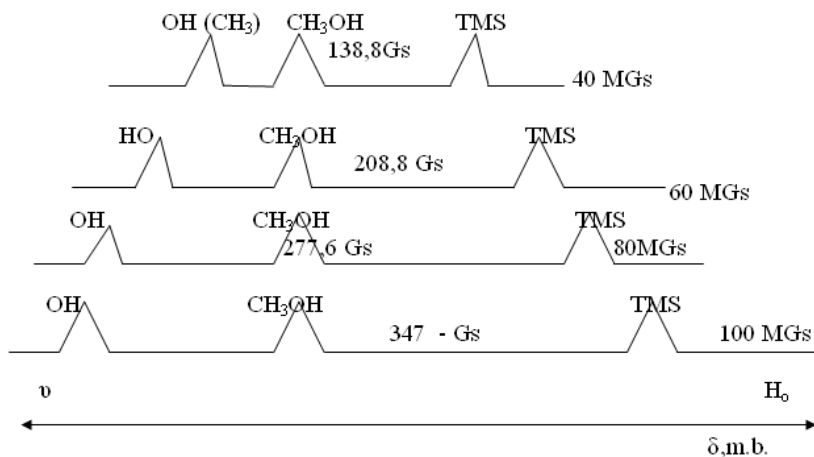 OH (CH₃) CH₃OH TMS
138,8Gs
40 MGs
HO CH₃OH TMS
208,8 Gs
60 MGs
OH CH₃OH TMS
277,6 Gs 80MGs
OH CH₃OH TMS
347 - Gs 100 MGs
υ H₀
δ,m.b.